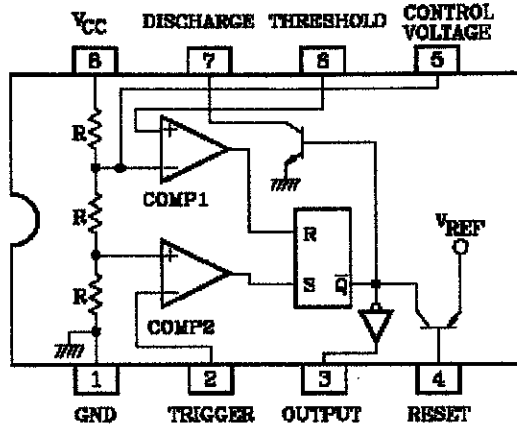 VCC DISCHARGE THRESHOLD CONTROL VOLTAGE
8 7 6 5
R
+
−
COMP1
R
R
VREF
+
−
S Q̅
R
COMP2
1 2 3 4
GND TRIGGER OUTPUT RESET